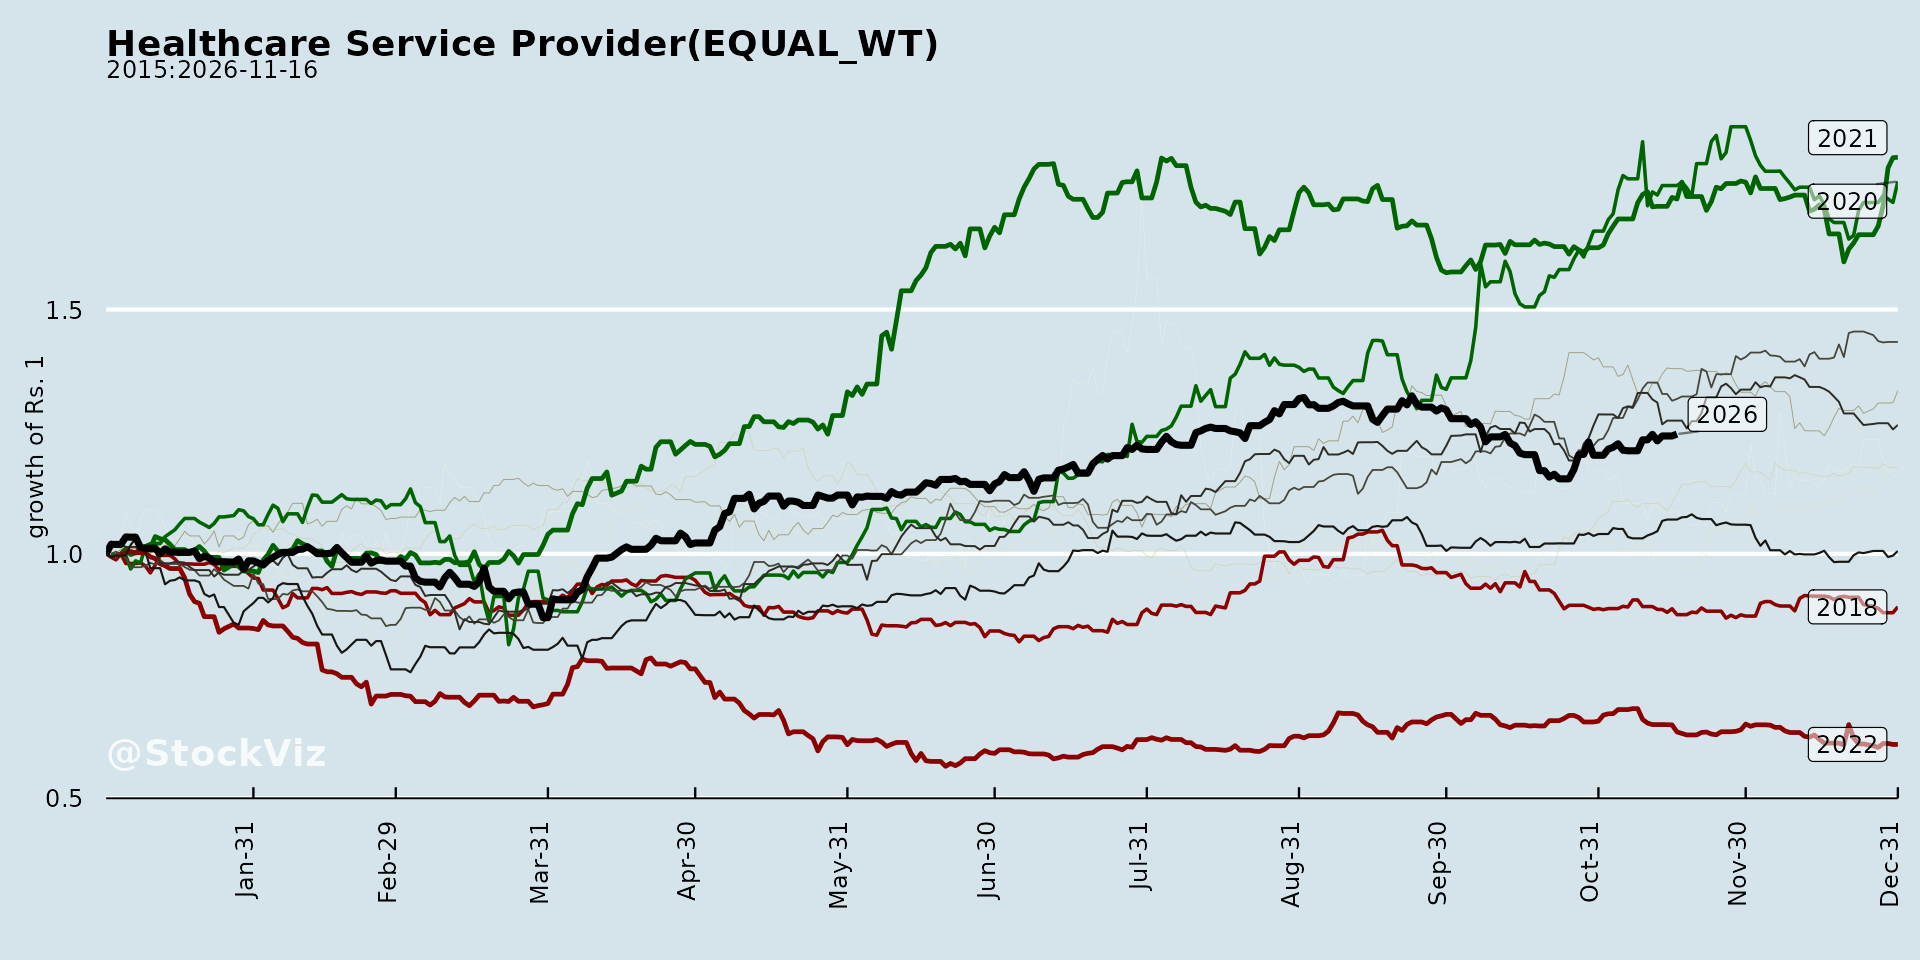 Healthcare Service Provider(EQUAL_WT)
2015:2026-11-16
2021
2020
1.5
growth of Rs. 1
2026
1.0
2018
2022
@StockViz
0.5
Jan-31
Feb-29
Mar-31
Apr-30
May-31
Jun-30
Jul-31
Aug-31
Sep-30
Oct-31
Nov-30
Dec-31